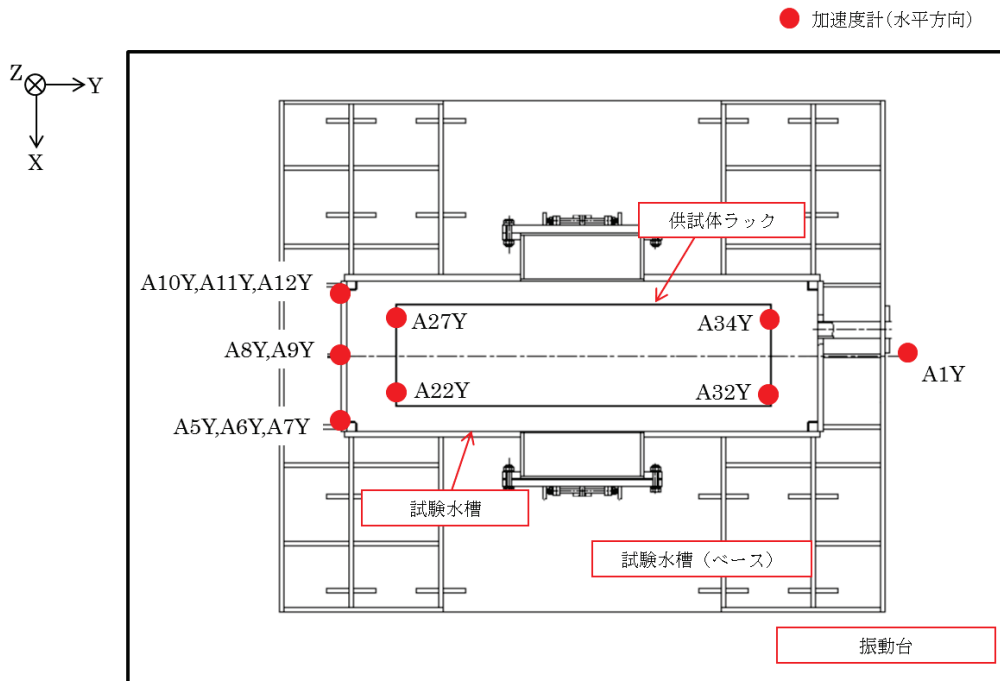 加速度計(水平方向)
Z
Y
X
供試体ラック
A10Y,A11Y,A12Y
A27Y
A34Y
A8Y,A9Y
A1Y
A22Y
A32Y
A5Y,A6Y,A7Y
試験水槽
試験水槽（ベース）
振動台